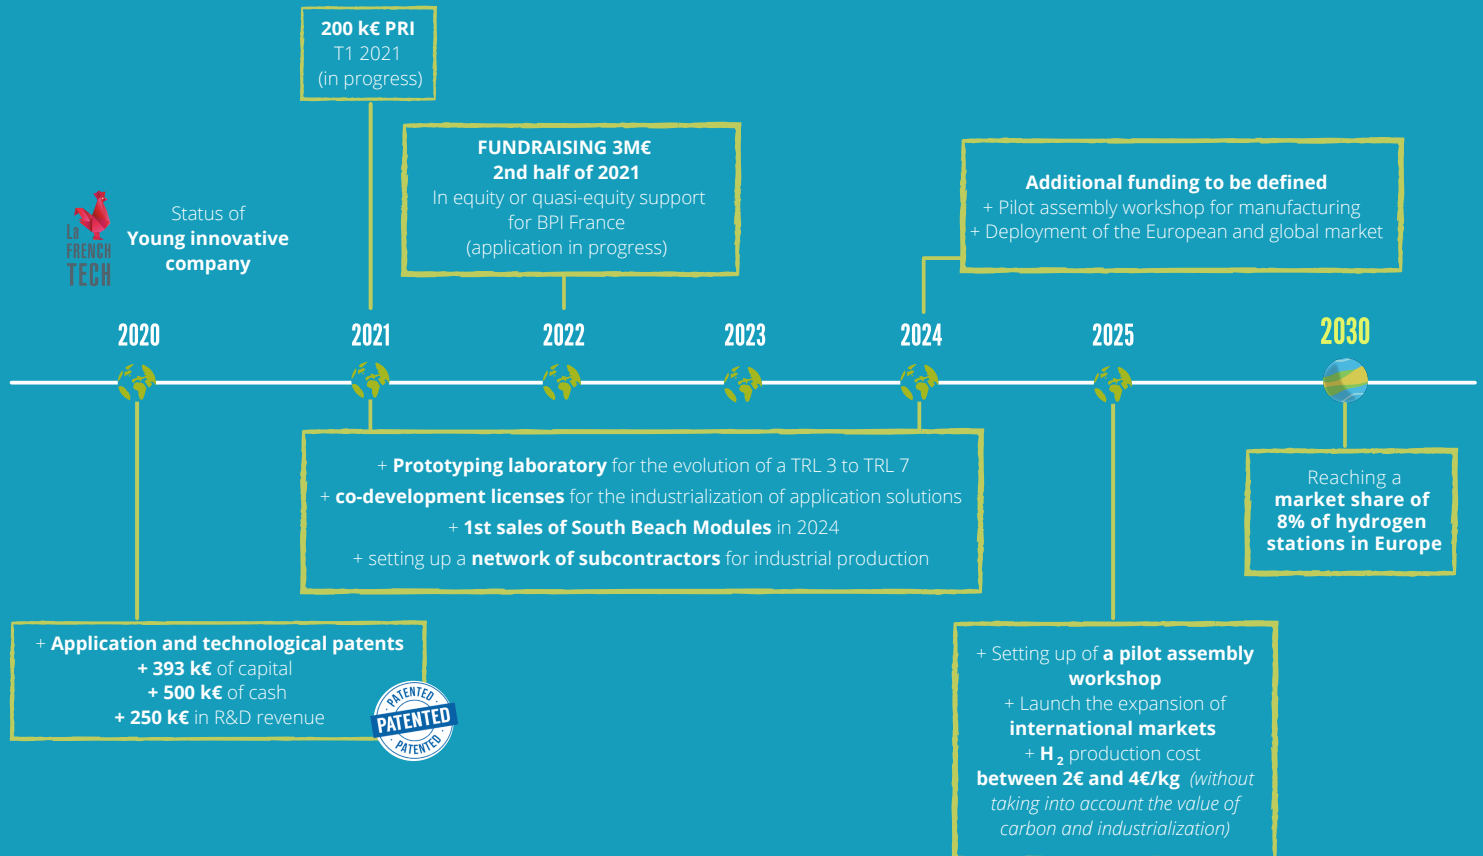 200 k€ PRI
T1 2021
(in progress)
FUNDRAISING 3M€
2nd half of 2021
In equity or quasi-equity support
for BPI France
(application in progress)
Additional funding to be defined
+ Pilot assembly workshop for manufacturing
+ Deployment of the European and global market
La
FRENCH
TECH
Status of
Young innovative
company
2020
2021
2022
2023
2024
2025
2030
+ Prototyping laboratory for the evolution of a TRL 3 to TRL 7
+ co-development licenses for the industrialization of application solutions
+ 1st sales of South Beach Modules in 2024
+ setting up a network of subcontractors for industrial production
Reaching a
market share of
8% of hydrogen
stations in Europe
+ Application and technological patents
+ 393 k€ of capital
+ 500 k€ of cash
+ 250 k€ in R&D revenue
PATENTED
PATENTED
PATENTED
+ Setting up of a pilot assembly
workshop
+ Launch the expansion of
international markets
+ H₂ production cost
between 2€ and 4€/kg (without
taking into account the value of
carbon and industrialization)